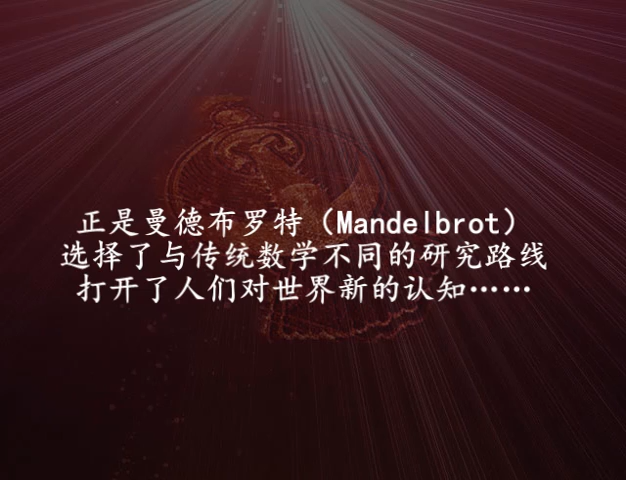 正是曼德布罗特（Mandelbrot）
选择了与传统数学不同的研究路线
打开了人们对世界新的认知……